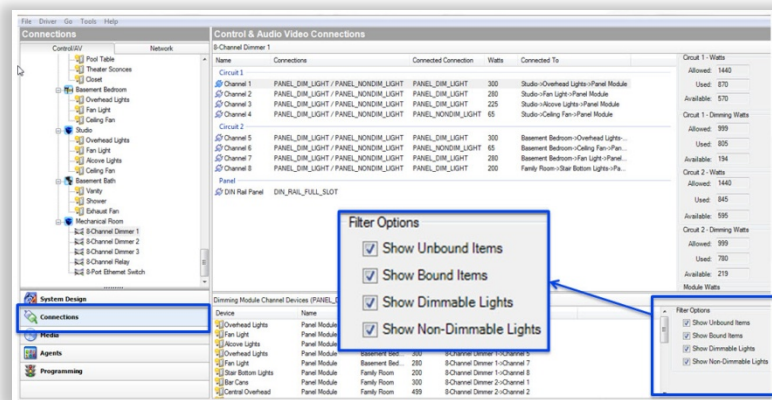 File Driver Go Tools Help
Connections
Control & Audio Video Connections
Control/AV Network
8-Channel Dimmer 1
Pool Table
Theater Sconces
Closet
Basement Bedroom
Overhead Lights
Fan Light
Ceiling Fan
Studio
Overhead Lights
Fan Light
Alcove Lights
Ceiling Fan
Basement Bath
Vanity
Shower
Exhaust Fan
Mechanical Room
8-Channel Dimmer 1
8-Channel Dimmer 2
8-Channel Dimmer 3
8-Channel Relay
8-Port Ethernet Switch
System Design
Connections
Media
Agents
Programming
Name Connections Connected Connection Watts Connected To
Circuit 1
Channel 1 PANEL_DIM_LIGHT / PANEL_NONDIM_LIGHT PANEL_DIM_LIGHT 300 Studio->Overhead Lights->Panel Module
Channel 2 PANEL_DIM_LIGHT / PANEL_NONDIM_LIGHT PANEL_DIM_LIGHT 280 Studio->Fan Light->Panel Module
Channel 3 PANEL_DIM_LIGHT / PANEL_NONDIM_LIGHT PANEL_DIM_LIGHT 225 Studio->Alcove Lights->Panel Module
Channel 4 PANEL_DIM_LIGHT / PANEL_NONDIM_LIGHT PANEL_NONDIM_LIGHT 65 Studio->Ceiling Fan->Panel Module
Circuit 2
Channel 5 PANEL_DIM_LIGHT / PANEL_NONDIM_LIGHT PANEL_DIM_LIGHT 300 Basement Bedroom->Overhead Lights-...
Channel 6 PANEL_DIM_LIGHT / PANEL_NONDIM_LIGHT PANEL_NONDIM_LIGHT 65 Basement Bedroom->Ceiling Fan->Pan...
Channel 7 PANEL_DIM_LIGHT / PANEL_NONDIM_LIGHT PANEL_DIM_LIGHT 280 Basement Bedroom->Fan Light->Panel ...
Channel 8 PANEL_DIM_LIGHT / PANEL_NONDIM_LIGHT PANEL_DIM_LIGHT 200 Family Room->Stair Bottom Lights->Pa...
Panel
DIN Rail Panel DIN_RAIL_FULL_SLOT
Circuit 1 - Watts
Allowed: 1440
Used: 870
Available: 570
Circuit 1 - Dimming Watts
Allowed: 999
Used: 805
Available: 194
Circuit 2 - Watts
Allowed: 1440
Used: 845
Available: 595
Circuit 2 - Dimming Watts
Allowed: 999
Used: 780
Available: 219
Module Watts
Filter Options
Show Unbound Items
Show Bound Items
Show Dimmable Lights
Show Non-Dimmable Lights
Dimming Module Channel Devices (PANEL_D
Device Name
Overhead Lights Panel Module
Fan Light Panel Module
Alcove Lights Panel Module
Overhead Lights Panel Module Basement Bed... 300 8-Channel Dimmer 1->Channel 5
Fan Light Panel Module Basement Bed... 280 8-Channel Dimmer 1->Channel 7
Stair Bottom Lights Panel Module Family Room 200 8-Channel Dimmer 1->Channel 8
Bar Cans Panel Module Family Room 300 8-Channel Dimmer 2->Channel 1
Central Overhead Panel Module Family Room 499 8-Channel Dimmer 2->Channel 2
Filter Options
Show Unbound Items
Show Bound Items
Show Dimmable Lights
Show Non-Dimmable Lights